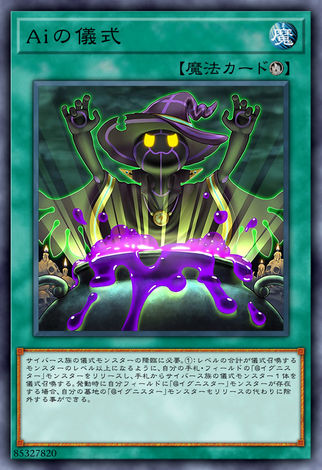 Aiの儀式
魔
【魔法カード】
サイバース族の儀式モンスターの降臨に必要。①:レベルの合計が儀式召喚する
モンスターのレベル以上になるように、自分の手札・フィールドの「@イグニス
ター」モンスターをリリースし、手札からサイバース族の儀式モンスター1体を
儀式召喚する。発動時に自分フィールドに「@イグニスター」モンスターが存在
する場合、自分の墓地の「@イグニスター」モンスターもリリースの代わりに除
外する事ができる。
85327820